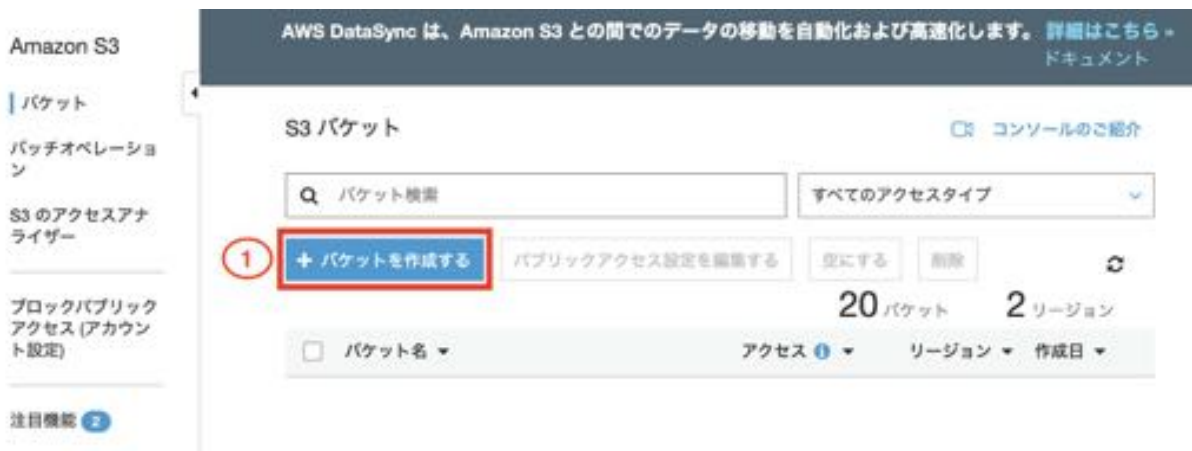 Amazon S3
バケット
バッチオペレーショ
ン
S3 のアクセスアナ
ライザー
ブロックパブリック
アクセス (アカウン
ト設定)
注目機能 2
AWS DataSync は、Amazon S3 との間でのデータの移動を自動化および高速化します。 詳細はこちら »
ドキュメント
S3 バケット
コンソールのご紹介
バケット検索
すべてのアクセスタイプ
1
+ バケットを作成する
パブリックアクセス設定を編集する
空にする
削除
20 バケット 2 リージョン
バケット名 アクセス リージョン 作成日